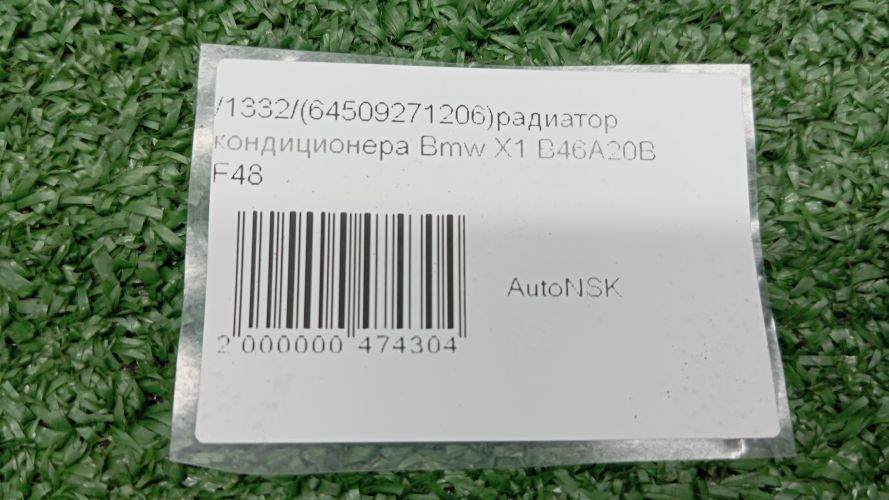 /1332/(64509271206)радиатор
кондиционера Bmw X1 B46A20B
F48
AutoNSK
2 000000 474304